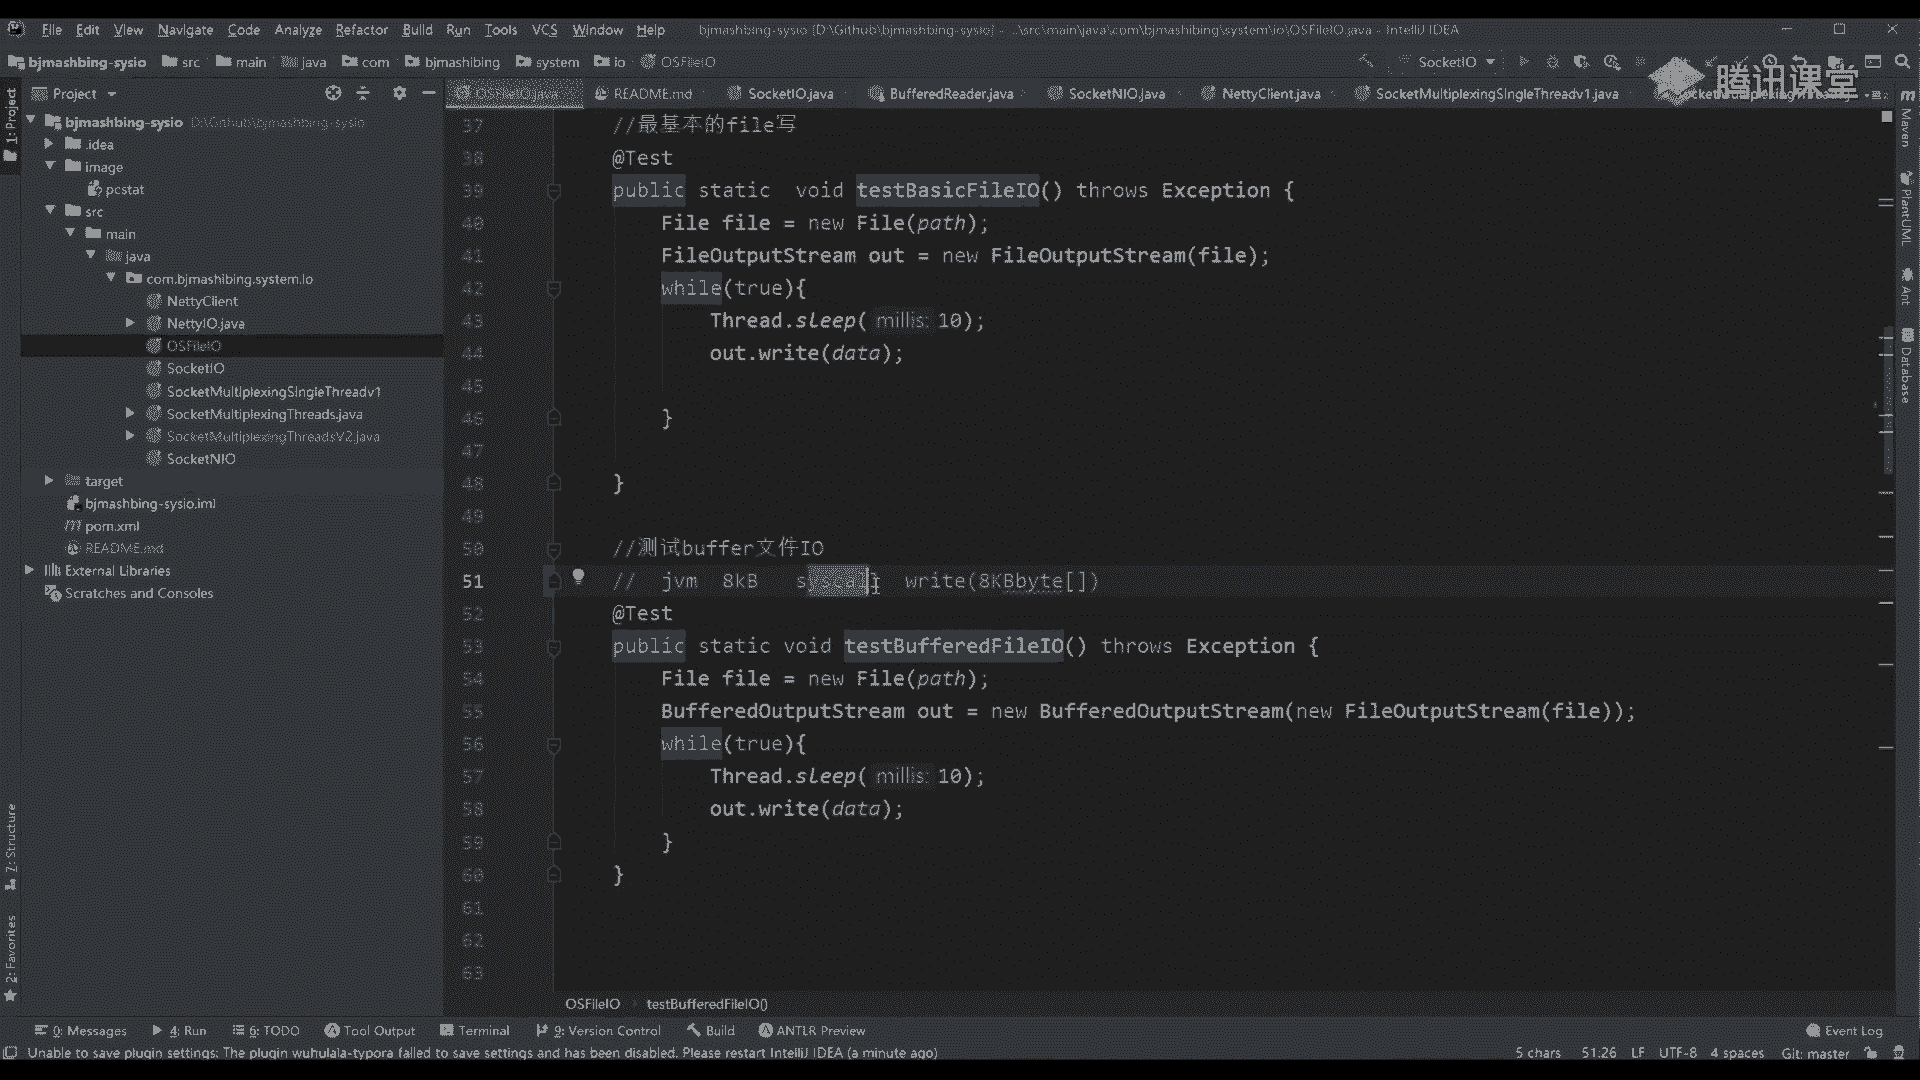 File Edit View Navigate Code Analyze Refactor Build Run Tools VCS Window Help bjmashbing-sysio [D:\Github\bjmashbing-sysio] - ...\src\main\java\com\bjmashibing\system\io\OSFileIO.java - IntelliJ IDEA
bjmashbing-sysio src main java com bjmashibing system io OSFileIO SocketIO
腾讯课堂
Project
OSFileIO.java README.md SocketIO.java BufferedReader.java SocketNIO.java NettyClient.java SocketMultiplexingSingleThreadv1.java
1: Project
bjmashbing-sysio D:\Github\bjmashbing-sysio
.idea
image
pcstat
src
main
java
com.bjmashibing.system.io
NettyClient
NettyIO.java
OSFileIO
SocketIO
SocketMultiplexingSingleThreadv1
SocketMultiplexingThreads.java
SocketMultiplexingThreadsV2.java
SocketNIO
target
bjmashbing-sysio.iml
pom.xml
README.md
External Libraries
Scratches and Consoles
7: Structure
2: Favorites
37 //最基本的file写
38 @Test
39 public static  void testBasicFileIO() throws Exception {
40 File file = new File(path);
41 FileOutputStream out = new FileOutputStream(file);
42 while(true){
43 Thread.sleep( millis: 10);
44 out.write(data);
45
46 }
47
48 }
49
50 //测试buffer文件IO
51 //  jvm  8kB   syscall  write(8KBbyte[])
52 @Test
53 public static void testBufferedFileIO() throws Exception {
54 File file = new File(path);
55 BufferedOutputStream out = new BufferedOutputStream(new FileOutputStream(file));
56 while(true){
57 Thread.sleep( millis: 10);
58 out.write(data);
59 }
60 }
61
62
63
OSFileIO testBufferedFileIO()
Maven
PlantUML
Ant
Database
0: Messages 4: Run 6: TODO Tool Output Terminal 9: Version Control Build ANTLR Preview Event Log
Unable to save plugin settings: The plugin wuhulala-typora failed to save settings and has been disabled. Please restart IntelliJ IDEA (a minute ago) 5 chars 51:26 LF UTF-8 4 spaces Git: master